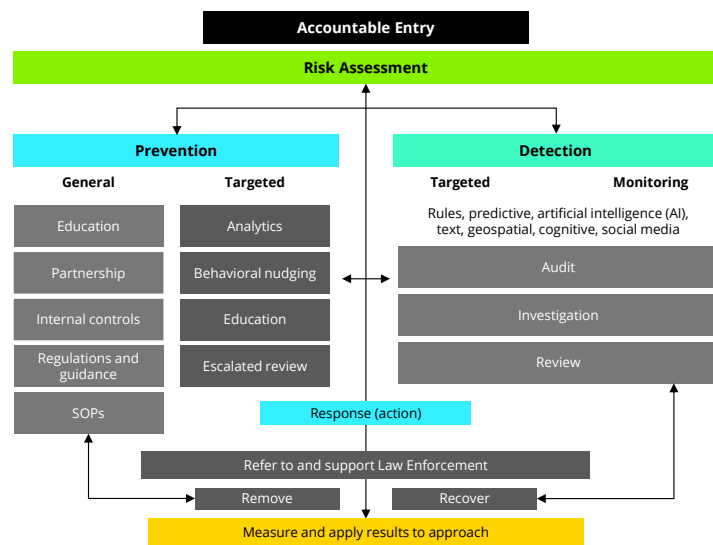 Accountable Entry
Risk Assessment
Prevention
General
Targeted
Education
Partnership
Internal controls
Regulations and
guidance
SOPs
Analytics
Behavioral nudging
Education
Escalated review
Detection
Targeted
Monitoring
Rules, predictive, artificial intelligence (AI),
text, geospatial, cognitive, social media
Audit
Investigation
Review
Response (action)
Refer to and support Law Enforcement
Remove
Recover
Measure and apply results to approach